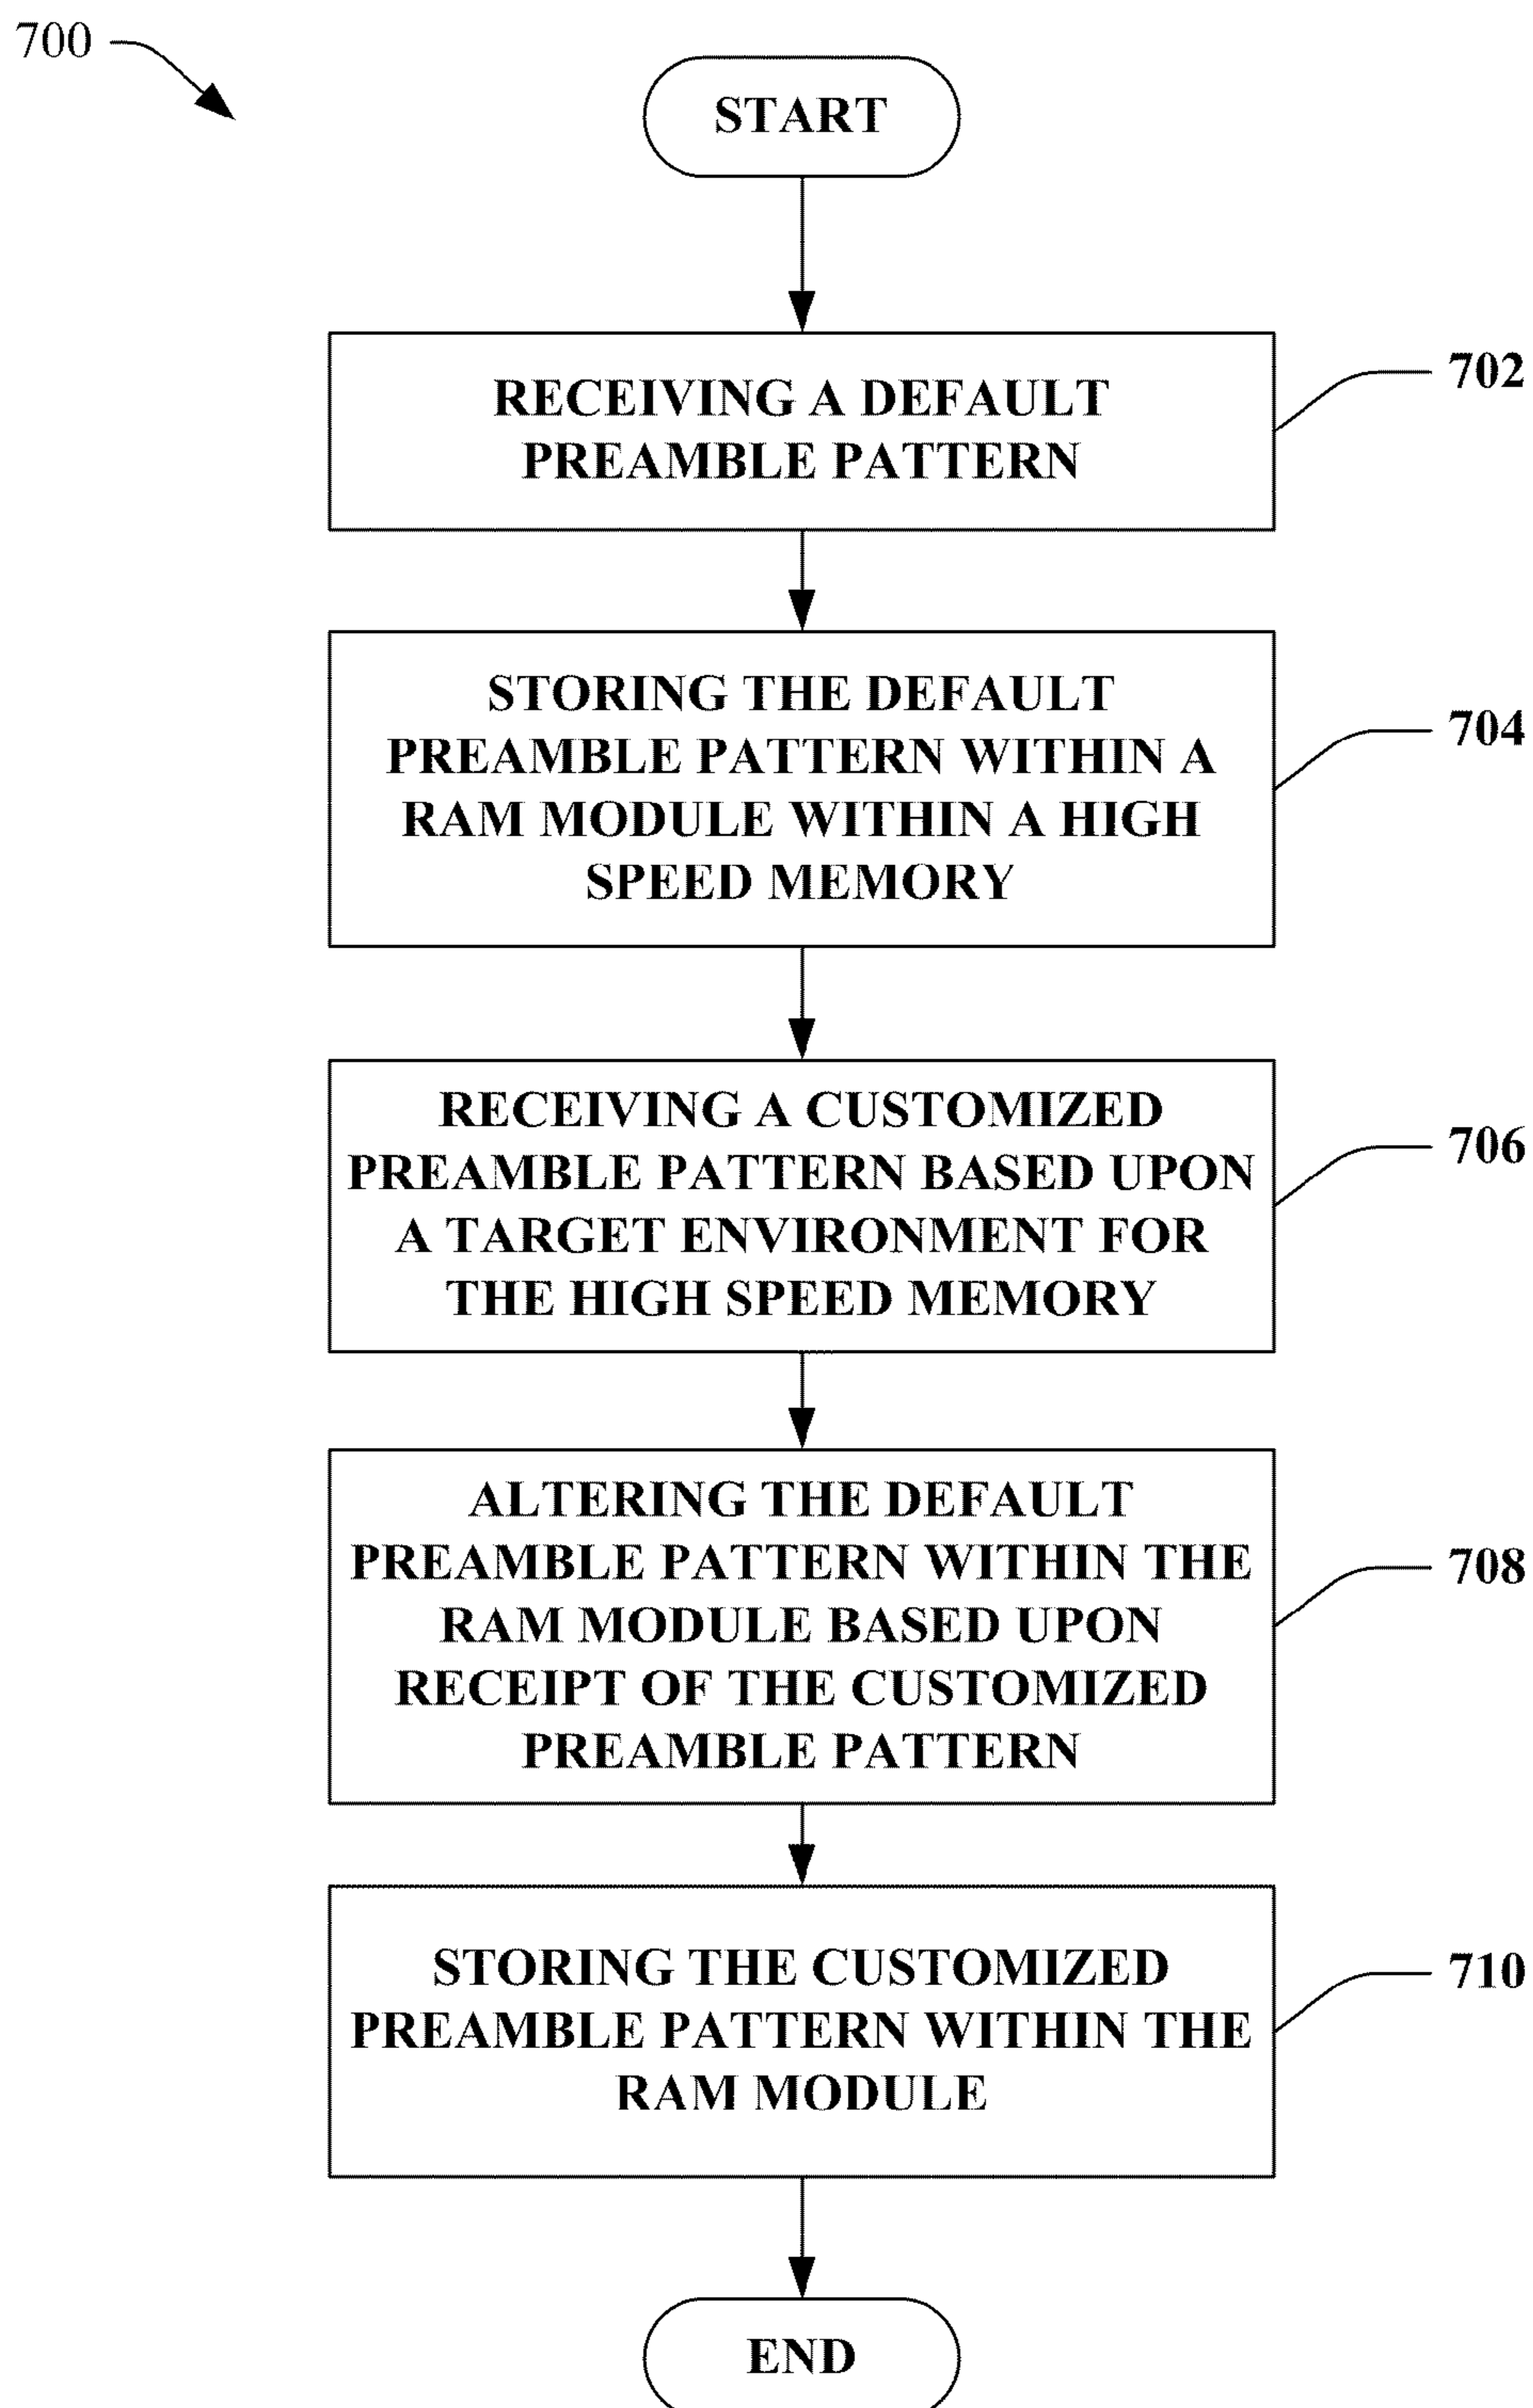 700
START
RECEIVING A DEFAULT
PREAMBLE PATTERN
702
STORING THE DEFAULT
PREAMBLE PATTERN WITHIN A
RAM MODULE WITHIN A HIGH
SPEED MEMORY
704
RECEIVING A CUSTOMIZED
PREAMBLE PATTERN BASED UPON
A TARGET ENVIRONMENT FOR
THE HIGH SPEED MEMORY
706
ALTERING THE DEFAULT
PREAMBLE PATTERN WITHIN THE
RAM MODULE BASED UPON
RECEIPT OF THE CUSTOMIZED
PREAMBLE PATTERN
708
STORING THE CUSTOMIZED
PREAMBLE PATTERN WITHIN THE
RAM MODULE
710
END